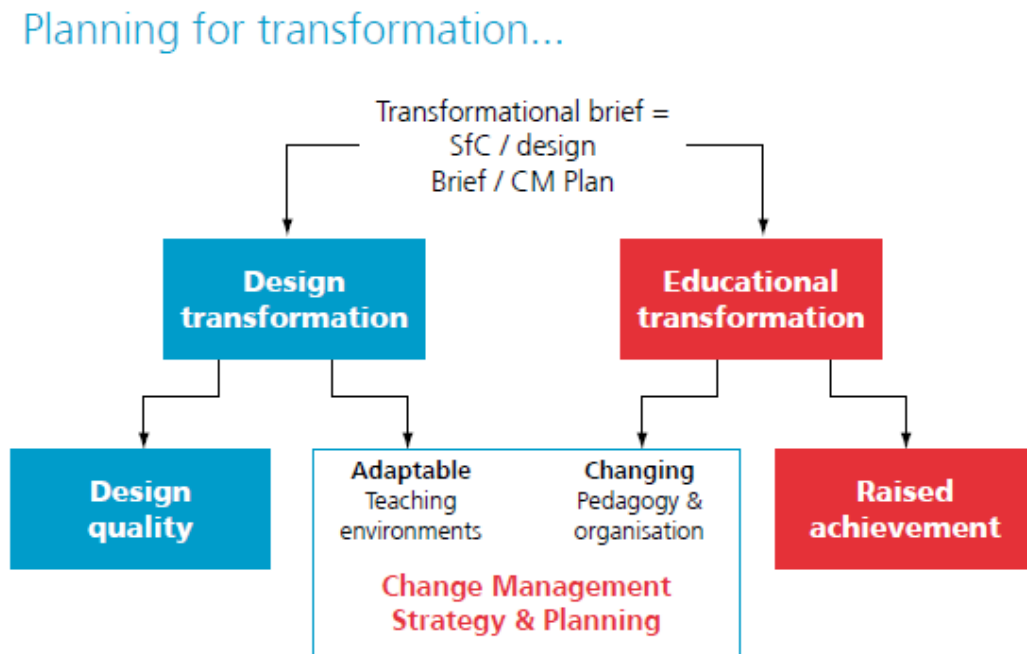 Planning for transformation...
Transformational brief =
SfC / design
Brief / CM Plan
Design
transformation
Educational
transformation
Design
quality
Adaptable
Teaching
environments
Changing
Pedagogy &
organisation
Change Management
Strategy & Planning
Raised
achievement